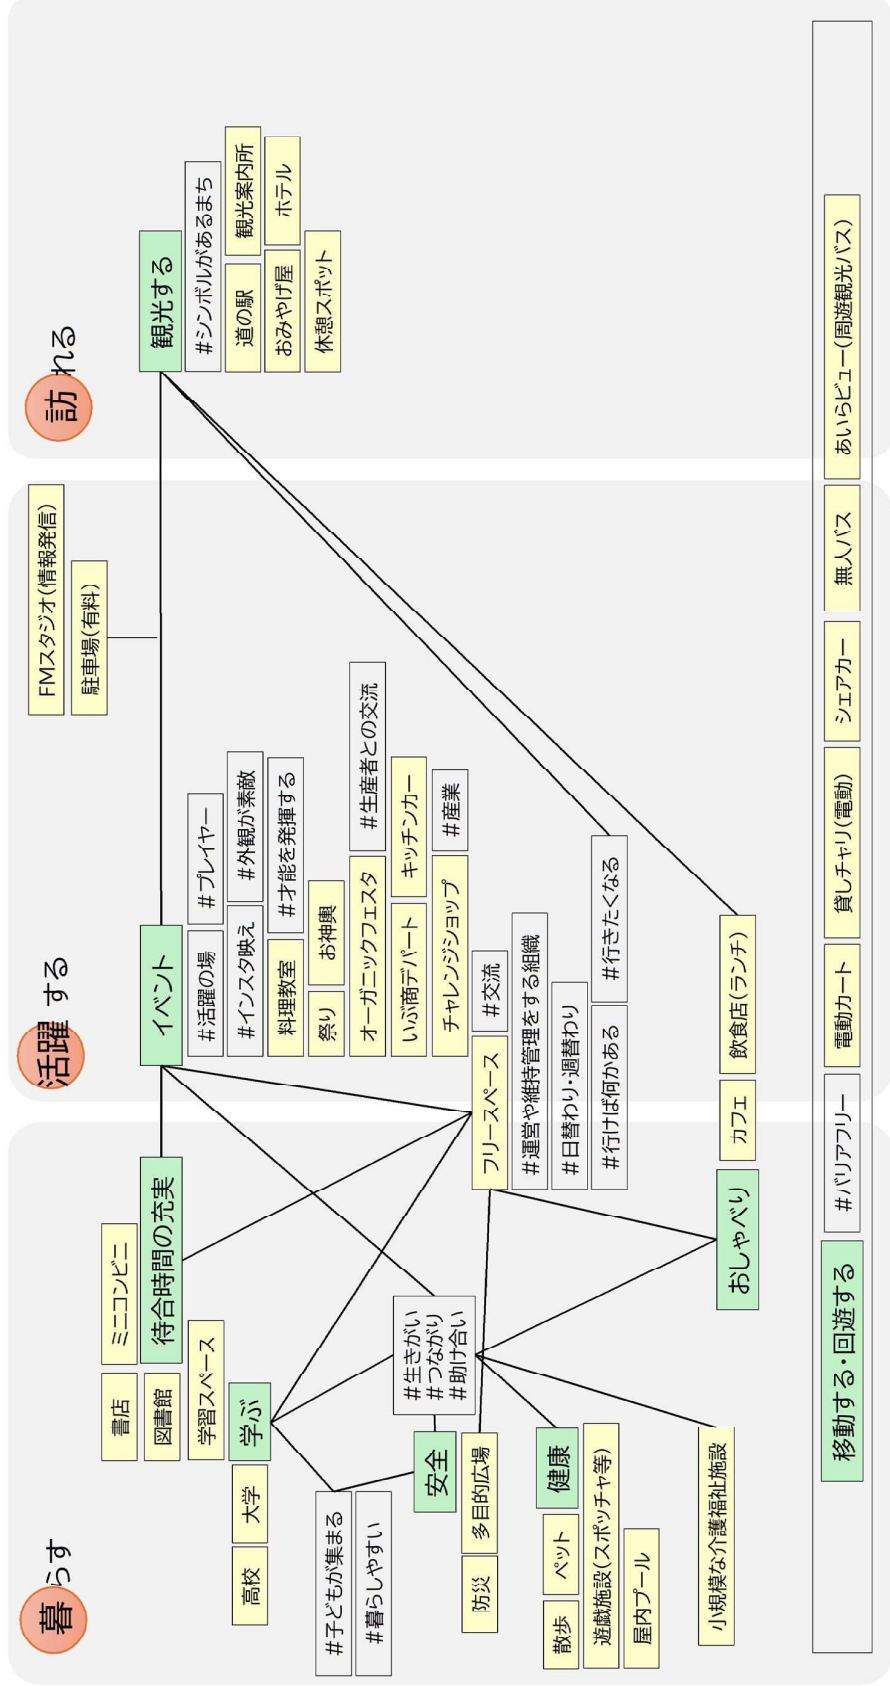 暮らす
ミニコンビニ
書店
待合時間の充実
図書館
学習スペース
学ぶ
大学
高校
#子どもが集まる
#暮らしやすい
#生きがい
#つながり
#助け合い
安全
多目的広場
防災
健康
ペット
散歩
遊戯施設(スポッチャ等)
屋内プール
小規模な介護福祉施設
おしゃべり
活躍する
FMスタジオ(情報発信)
駐車場(有料)
イベント
#活躍の場
#プレイヤー
#インスタ映え
#外観が素敵
料理教室
#才能を発揮する
祭り
お神輿
オーガニックフェスタ
#生産者との交流
いぶ商デパート
キッチンカー
チャレンジショップ
#産業
フリースペース
#交流
#運営や維持管理をする組織
#日替わり・週替わり
#行けば何かある
#行きたくなる
カフェ
飲食店(ランチ)
訪れる
観光する
#シンボルがあるまち
道の駅
観光案内所
おみやげ屋
ホテル
休憩スポット
移動する・回遊する
#バリアフリー
電動カート
貸しチャリ(電動)
シェアカー
無人バス
あいらビュー(周遊観光バス)